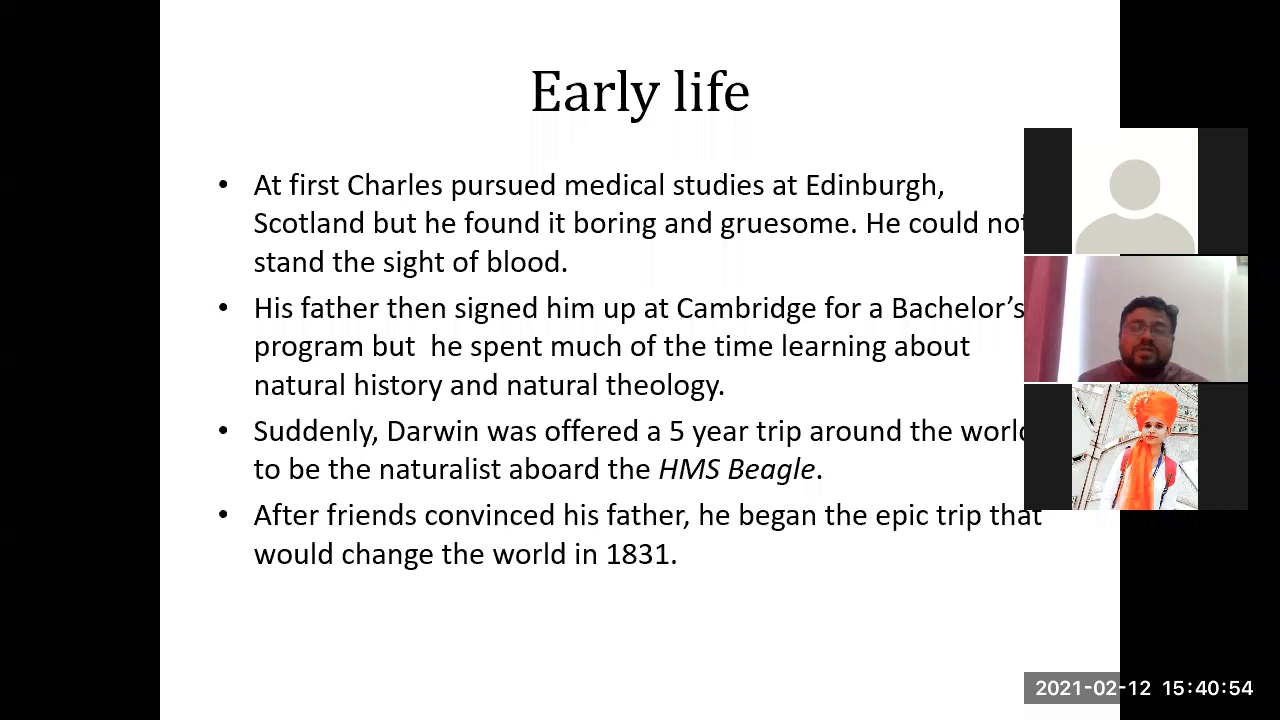 Early life
• At first Charles pursued medical studies at Edinburgh,
Scotland but he found it boring and gruesome. He could not
stand the sight of blood.
• His father then signed him up at Cambridge for a Bachelor’s
program but  he spent much of the time learning about
natural history and natural theology.
• Suddenly, Darwin was offered a 5 year trip around the world
to be the naturalist aboard the HMS Beagle.
• After friends convinced his father, he began the epic trip that
would change the world in 1831.
2021-02-12 15:40:54